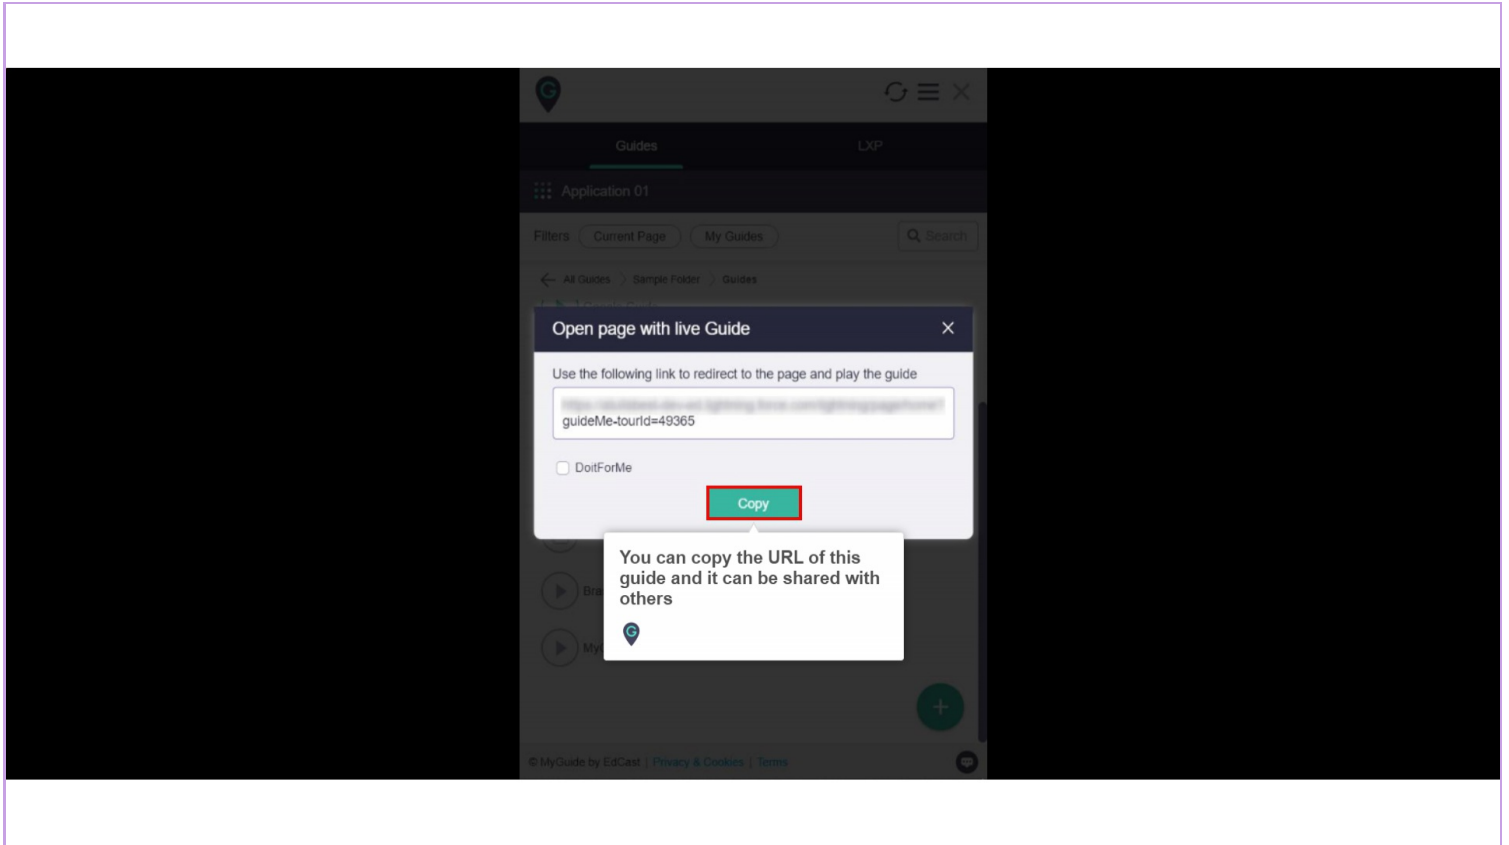 G
Guides
LXP
Application 01
Filters
Current Page
My Guides
Search
All Guides
Sample Folder
Guides
Guide
Open page with live Guide
Use the following link to redirect to the page and play the guide
guideMe-tourId=49365
DoitForMe
Copy
You can copy the URL of this
guide and it can be shared with
others
G
© MyGuide by EdCast | Privacy & Cookies | Terms